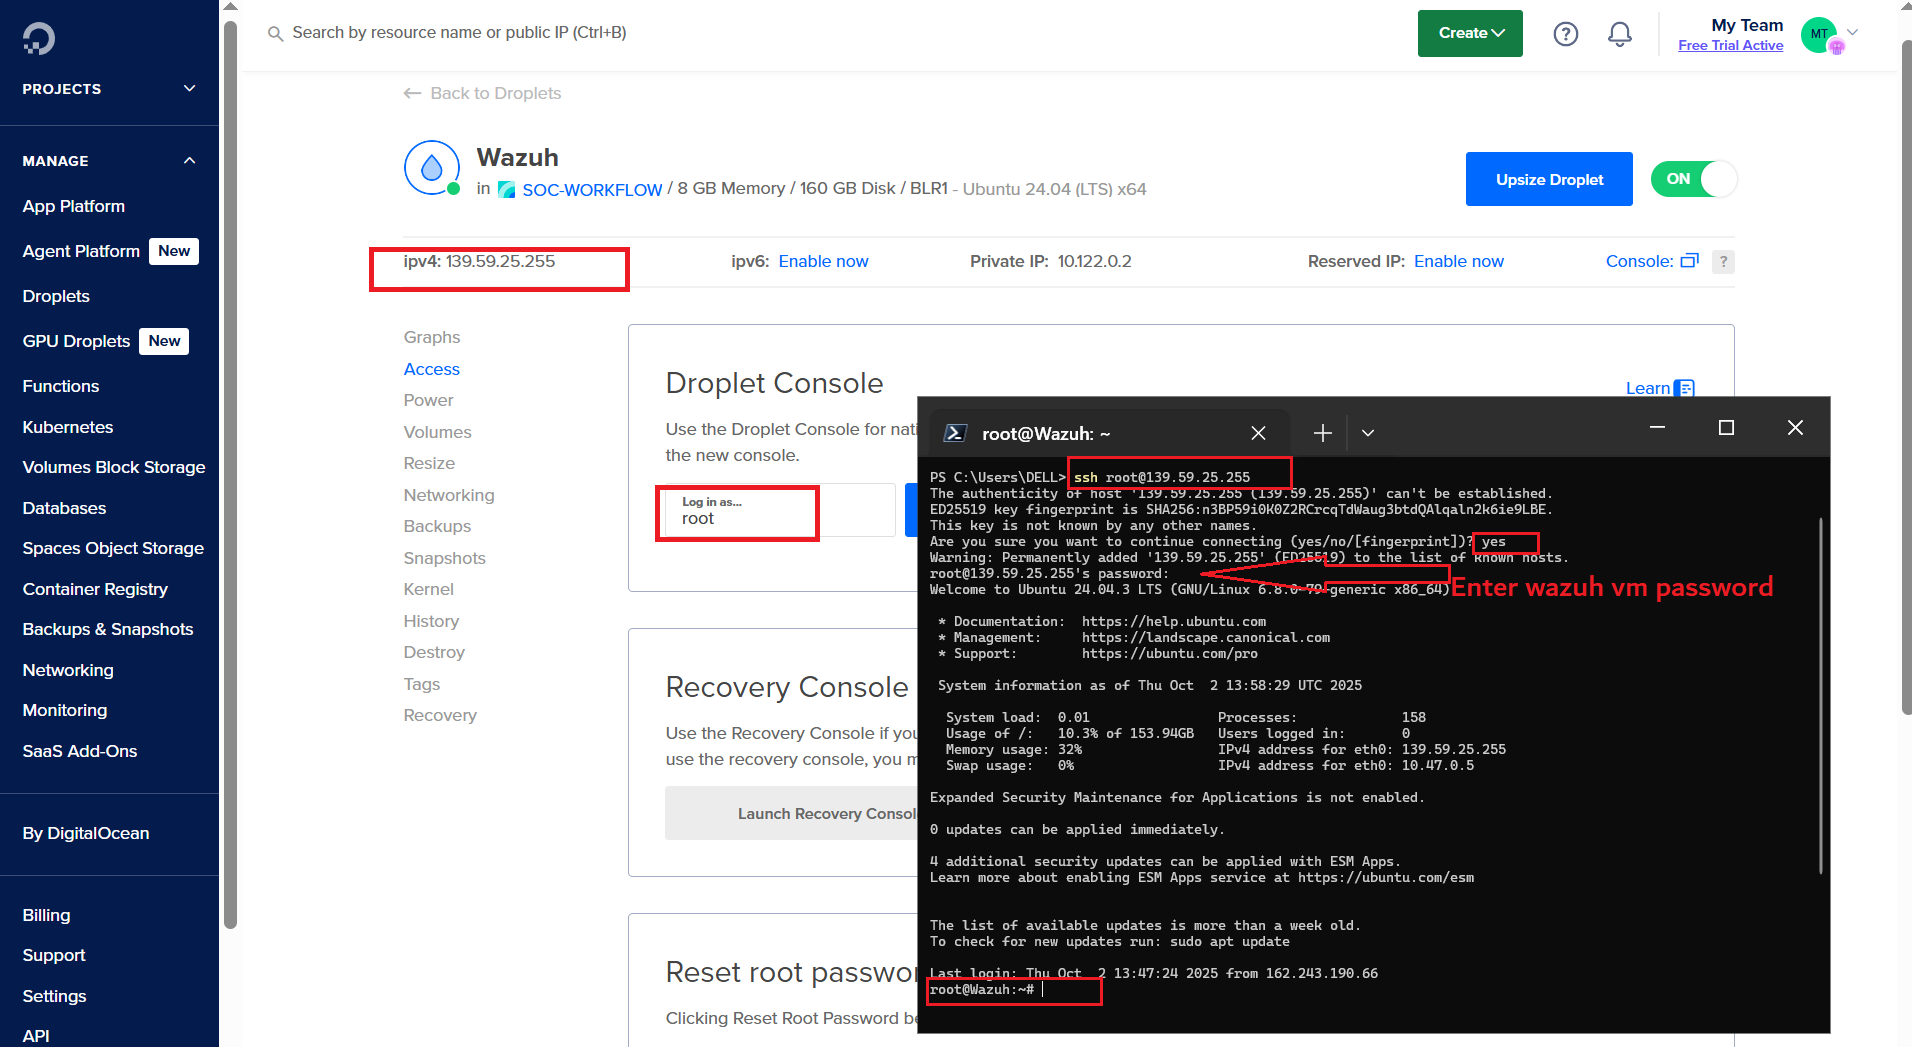 Search by resource name or public IP (Ctrl+B)
Create
?
My Team
Free Trial Active
MT
PROJECTS
MANAGE
App Platform
Agent Platform New
Droplets
GPU Droplets New
Functions
Kubernetes
Volumes Block Storage
Databases
Spaces Object Storage
Container Registry
Backups & Snapshots
Networking
Monitoring
SaaS Add-Ons
By DigitalOcean
Billing
Support
Settings
API
← Back to Droplets
Wazuh
in SOC-WORKFLOW / 8 GB Memory / 160 GB Disk / BLR1 - Ubuntu 24.04 (LTS) x64
Upsize Droplet
ON
ipv4: 139.59.25.255
ipv6: Enable now
Private IP: 10.122.0.2
Reserved IP: Enable now
Console: ?
Graphs
Access
Power
Volumes
Resize
Networking
Backups
Snapshots
Kernel
History
Destroy
Tags
Recovery
Droplet Console
Learn
Use the Droplet Console for nati
the new console.
Log in as...
root
Recovery Console
Use the Recovery Console if you
use the recovery console, you m
Launch Recovery Consol
Reset root passwor
Clicking Reset Root Password be
root@Wazuh: ~
PS C:\Users\DELL> ssh root@139.59.25.255
The authenticity of host '139.59.25.255 (139.59.25.255)' can't be established.
ED25519 key fingerprint is SHA256:n3BP59i0K0Z2RCrcqTdWaug3btdQAlqaln2k6ie9LBE.
This key is not known by any other names.
Are you sure you want to continue connecting (yes/no/[fingerprint])? yes
Warning: Permanently added '139.59.25.255' (ED25519) to the list of known hosts.
root@139.59.25.255's password:
Welcome to Ubuntu 24.04.3 LTS (GNU/Linux 6.8.0-79-generic x86_64)
Enter wazuh vm password
* Documentation: https://help.ubuntu.com
* Management: https://landscape.canonical.com
* Support: https://ubuntu.com/pro
System information as of Thu Oct 2 13:58:29 UTC 2025
System load: 0.01 Processes: 158
Usage of /: 10.3% of 153.94GB Users logged in: 0
Memory usage: 32% IPv4 address for eth0: 139.59.25.255
Swap usage: 0% IPv4 address for eth0: 10.47.0.5
Expanded Security Maintenance for Applications is not enabled.
0 updates can be applied immediately.
4 additional security updates can be applied with ESM Apps.
Learn more about enabling ESM Apps service at https://ubuntu.com/esm
The list of available updates is more than a week old.
To check for new updates run: sudo apt update
Last login: Thu Oct 2 13:47:24 2025 from 162.243.190.66
root@Wazuh:~#